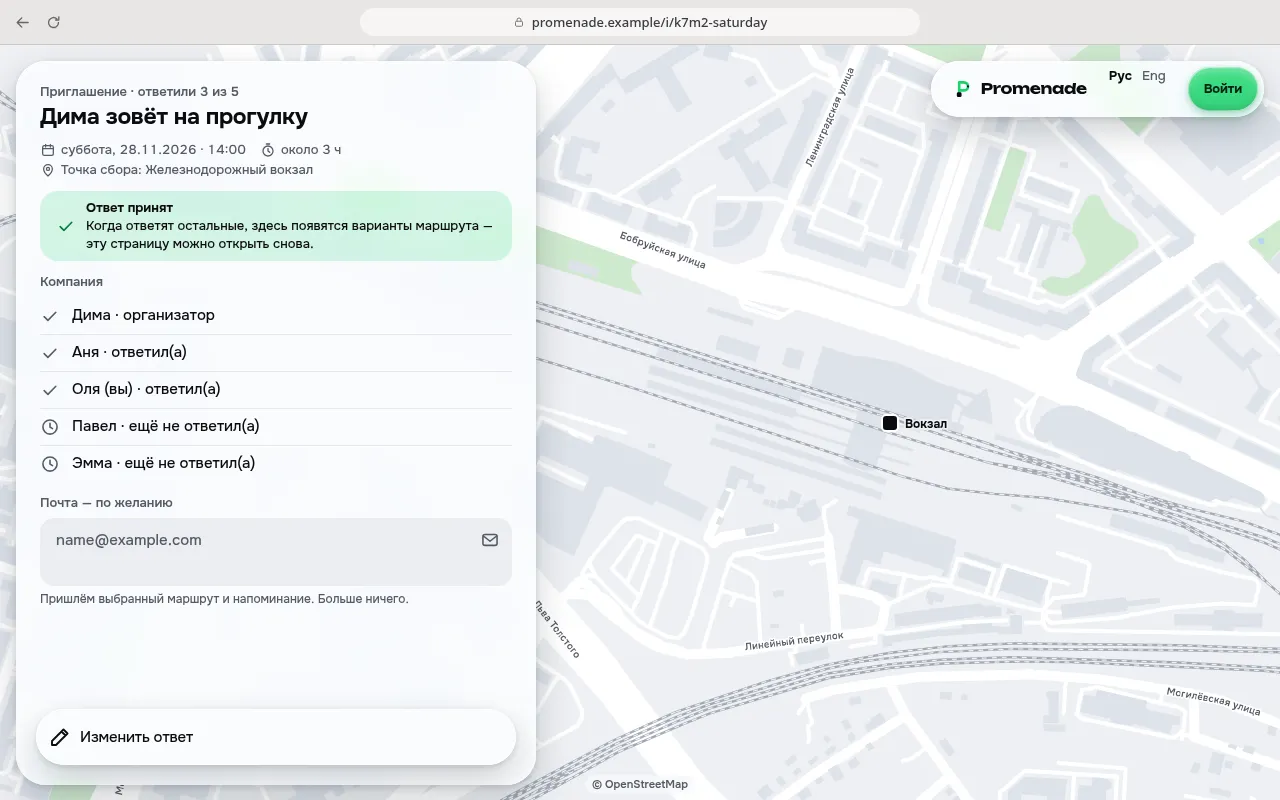 promenade.example/i/k7m2-saturday
Приглашение · ответили 3 из 5
Дима зовёт на прогулку
суббота, 28.11.2026 · 14:00 около 3 ч
Точка сбора: Железнодорожный вокзал
Ответ принят
Когда ответят остальные, здесь появятся варианты маршрута —
эту страницу можно открыть снова.
Компания
Дима · организатор
Аня · ответил(а)
Оля (вы) · ответил(а)
Павел · ещё не ответил(а)
Эмма · ещё не ответил(а)
Почта — по желанию
name@example.com
Пришлём выбранный маршрут и напоминание. Больше ничего.
Изменить ответ
Promenade
Рус Eng
Войти
Ленинградская улица
Бобруйская улица
Вокзал
Льва Толстого
Линейный переулок
Могилёвская улица
© OpenStreetMap